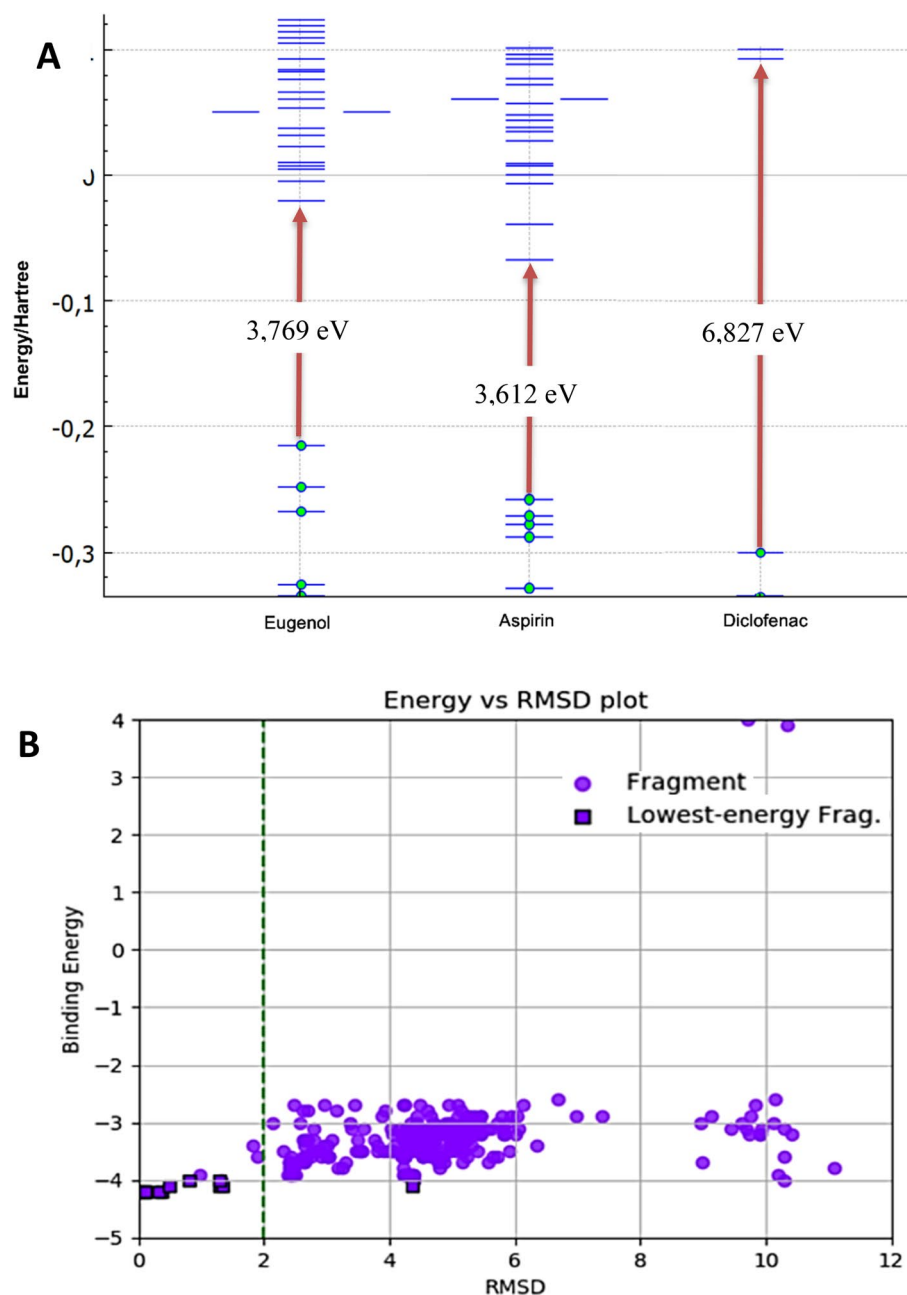 A
Energy/Hartree
-0,1
-0,2
-0,3
3,769 eV
3,612 eV
6,827 eV
Eugenol
Aspirin
Diclofenac
B
Energy vs RMSD plot
Binding Energy
4
3
2
1
0
−1
−2
−3
−4
−5
Fragment
Lowest-energy Frag.
0
2
4
6
8
10
12
RMSD